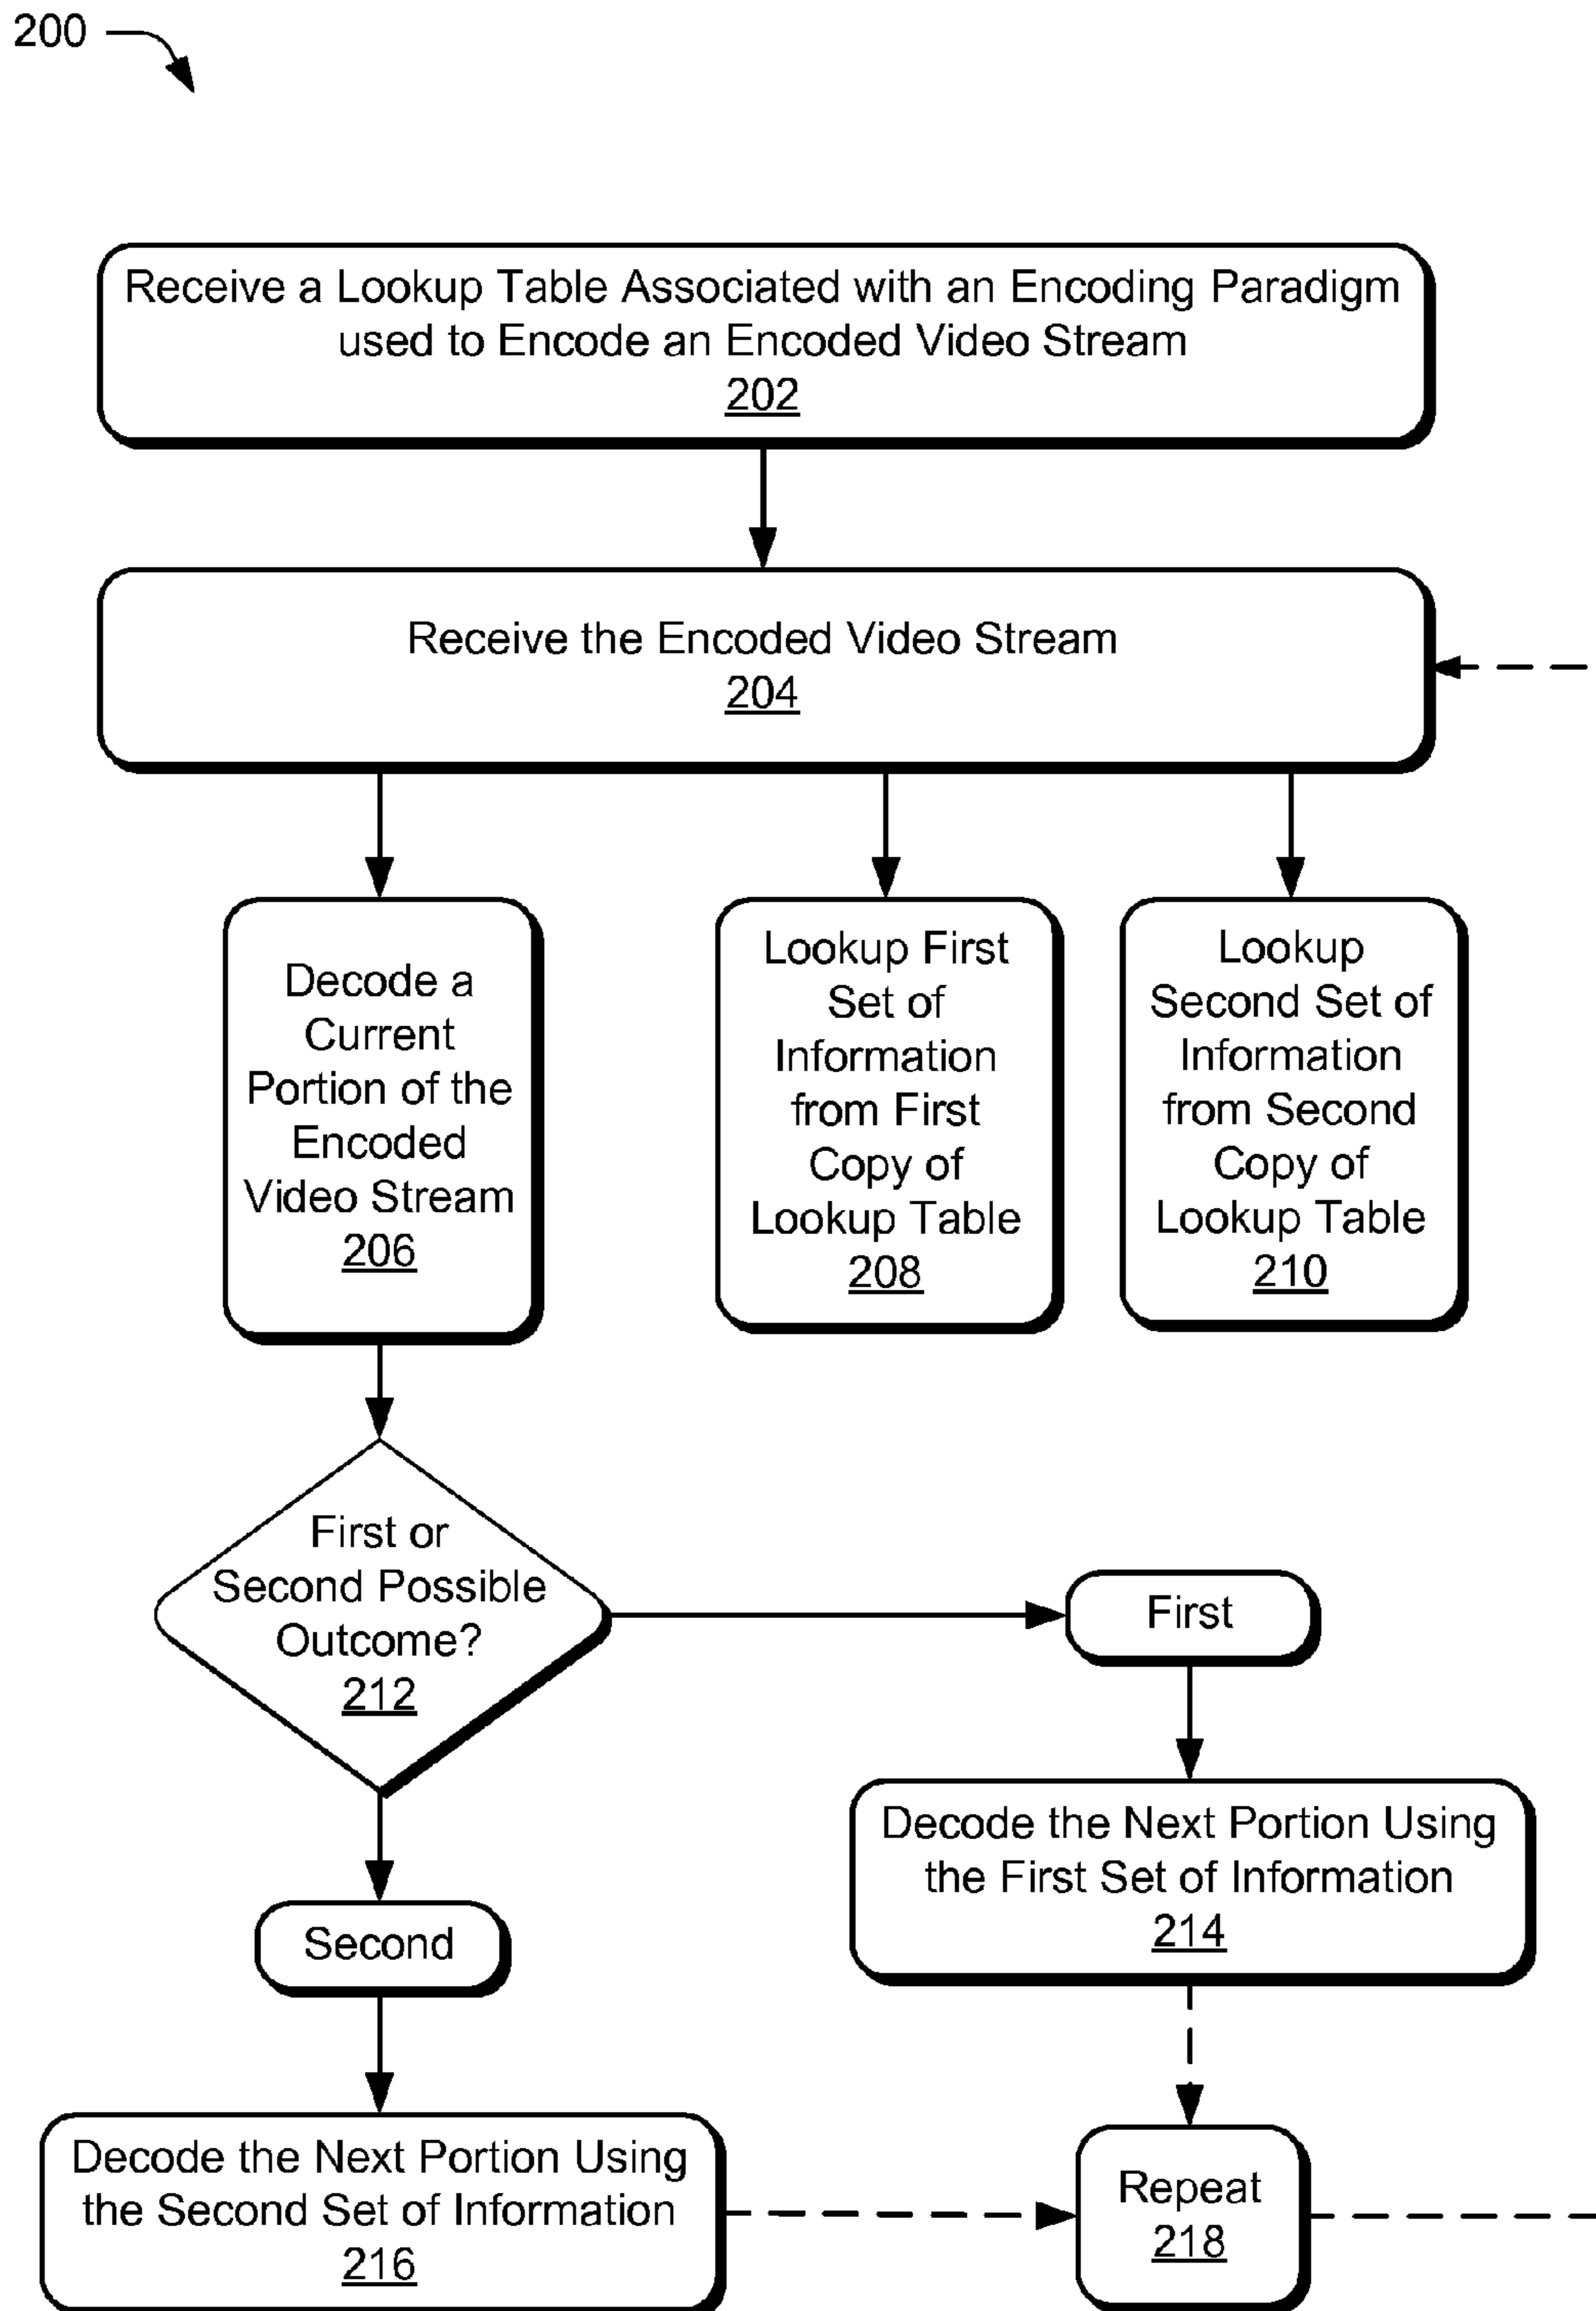 200
Receive a Lookup Table Associated with an Encoding Paradigm
used to Encode an Encoded Video Stream
202
Receive the Encoded Video Stream
204
Decode a
Current
Portion of the
Encoded
Video Stream
206
Lookup First
Set of
Information
from First
Copy of
Lookup Table
208
Lookup
Second Set of
Information
from Second
Copy of
Lookup Table
210
First or
Second Possible
Outcome?
212
First
Decode the Next Portion Using
the First Set of Information
214
Second
Decode the Next Portion Using
the Second Set of Information
216
Repeat
218